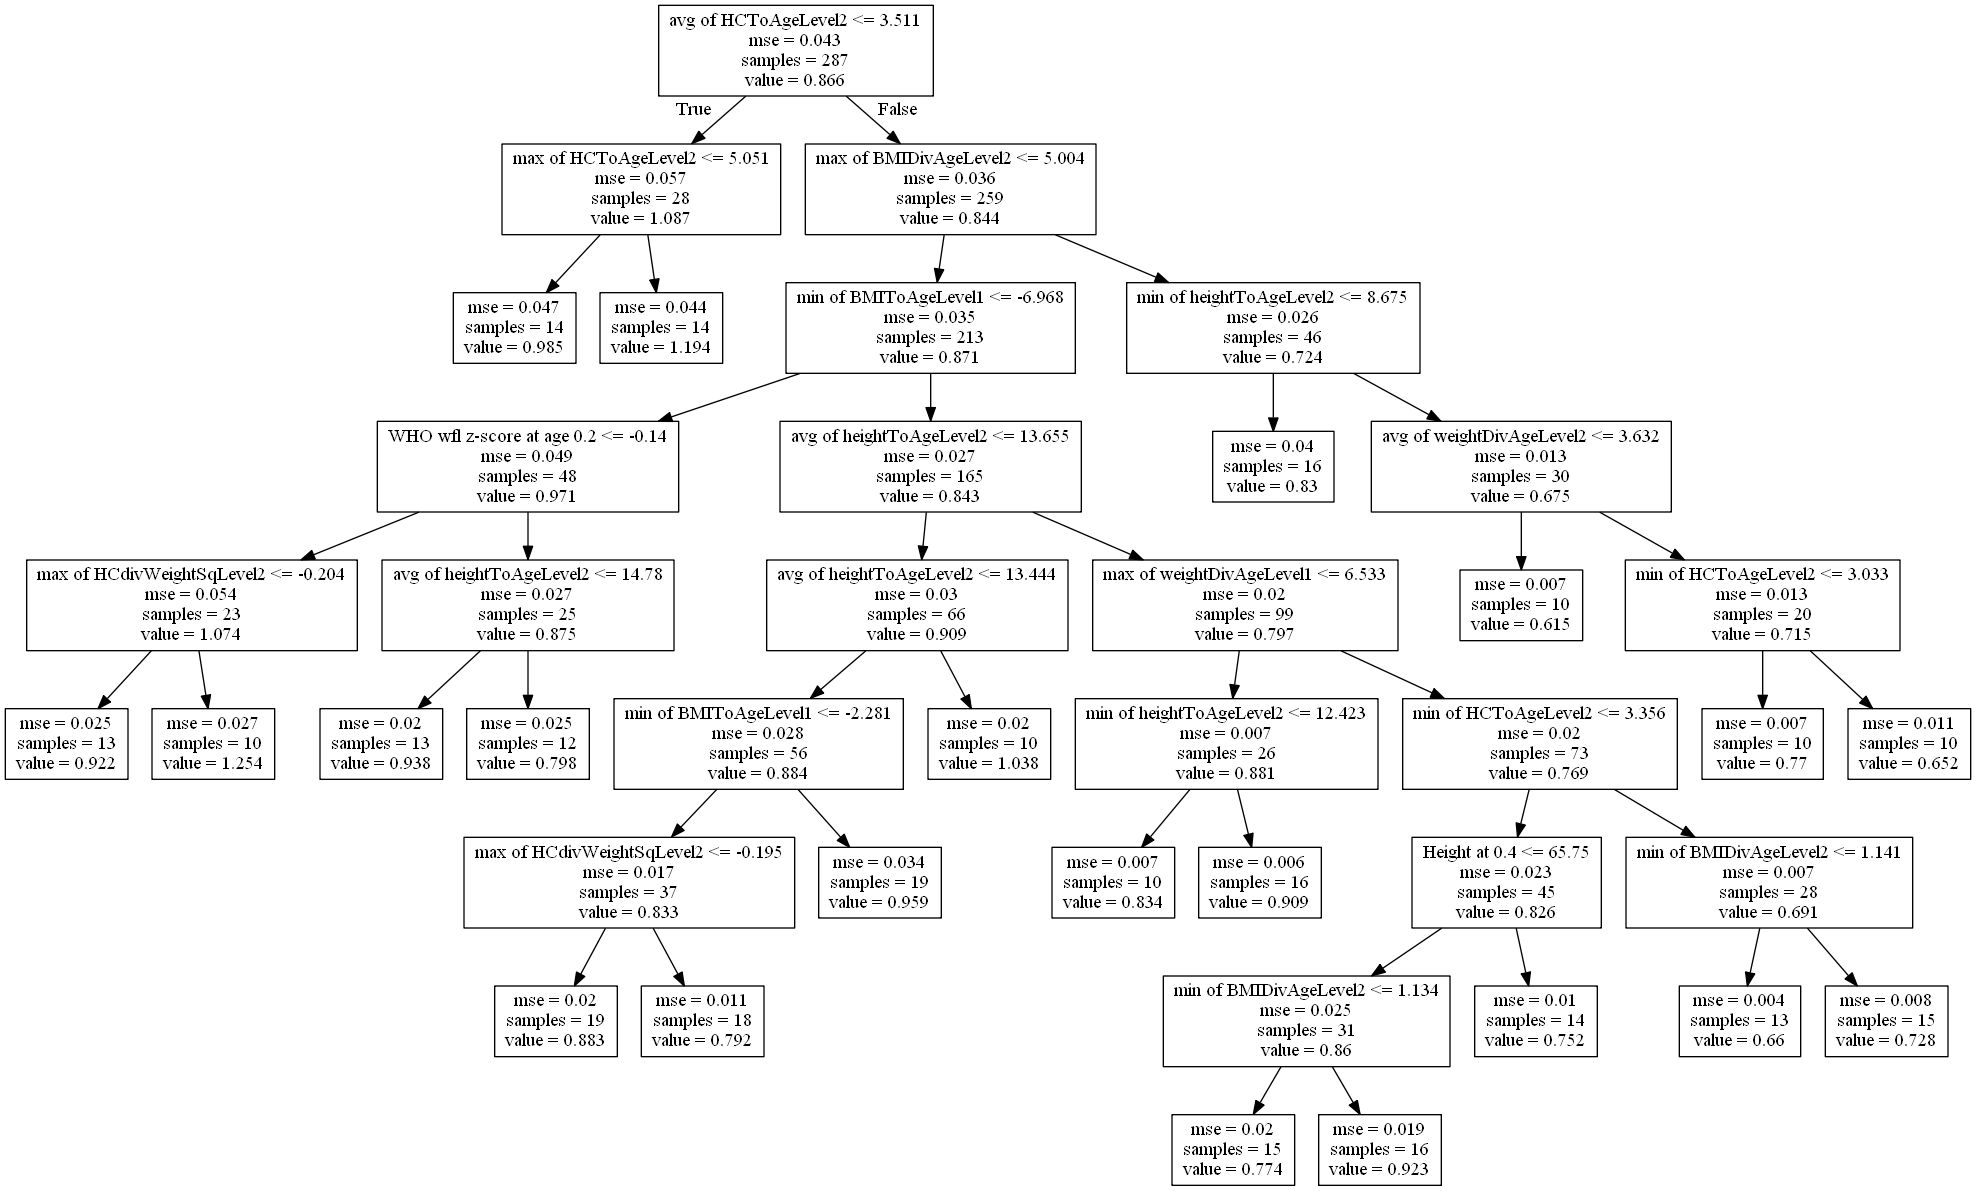 avg of HCToAgeLevel2 <= 3.511
mse = 0.043
samples = 287
value = 0.866
True
False
max of HCToAgeLevel2 <= 5.051
mse = 0.057
samples = 28
value = 1.087
max of BMIDivAgeLevel2 <= 5.004
mse = 0.036
samples = 259
value = 0.844
mse = 0.047
samples = 14
value = 0.985
mse = 0.044
samples = 14
value = 1.194
min of BMIToAgeLevel1 <= -6.968
mse = 0.035
samples = 213
value = 0.871
min of heightToAgeLevel2 <= 8.675
mse = 0.026
samples = 46
value = 0.724
WHO wfl z-score at age 0.2 <= -0.14
mse = 0.049
samples = 48
value = 0.971
avg of heightToAgeLevel2 <= 13.655
mse = 0.027
samples = 165
value = 0.843
mse = 0.04
samples = 16
value = 0.83
avg of weightDivAgeLevel2 <= 3.632
mse = 0.013
samples = 30
value = 0.675
max of HCdivWeightSqLevel2 <= -0.204
mse = 0.054
samples = 23
value = 1.074
avg of heightToAgeLevel2 <= 14.78
mse = 0.027
samples = 25
value = 0.875
avg of heightToAgeLevel2 <= 13.444
mse = 0.03
samples = 66
value = 0.909
max of weightDivAgeLevel1 <= 6.533
mse = 0.02
samples = 99
value = 0.797
mse = 0.007
samples = 10
value = 0.615
min of HCToAgeLevel2 <= 3.033
mse = 0.013
samples = 20
value = 0.715
mse = 0.025
samples = 13
value = 0.922
mse = 0.027
samples = 10
value = 1.254
mse = 0.02
samples = 13
value = 0.938
mse = 0.025
samples = 12
value = 0.798
min of BMIToAgeLevel1 <= -2.281
mse = 0.028
samples = 56
value = 0.884
mse = 0.02
samples = 10
value = 1.038
min of heightToAgeLevel2 <= 12.423
mse = 0.007
samples = 26
value = 0.881
min of HCToAgeLevel2 <= 3.356
mse = 0.02
samples = 73
value = 0.769
mse = 0.007
samples = 10
value = 0.77
mse = 0.011
samples = 10
value = 0.652
max of HCdivWeightSqLevel2 <= -0.195
mse = 0.017
samples = 37
value = 0.833
mse = 0.034
samples = 19
value = 0.959
mse = 0.007
samples = 10
value = 0.834
mse = 0.006
samples = 16
value = 0.909
Height at 0.4 <= 65.75
mse = 0.023
samples = 45
value = 0.826
min of BMIDivAgeLevel2 <= 1.141
mse = 0.007
samples = 28
value = 0.691
mse = 0.02
samples = 19
value = 0.883
mse = 0.011
samples = 18
value = 0.792
min of BMIDivAgeLevel2 <= 1.134
mse = 0.025
samples = 31
value = 0.86
mse = 0.01
samples = 14
value = 0.752
mse = 0.004
samples = 13
value = 0.66
mse = 0.008
samples = 15
value = 0.728
mse = 0.02
samples = 15
value = 0.774
mse = 0.019
samples = 16
value = 0.923